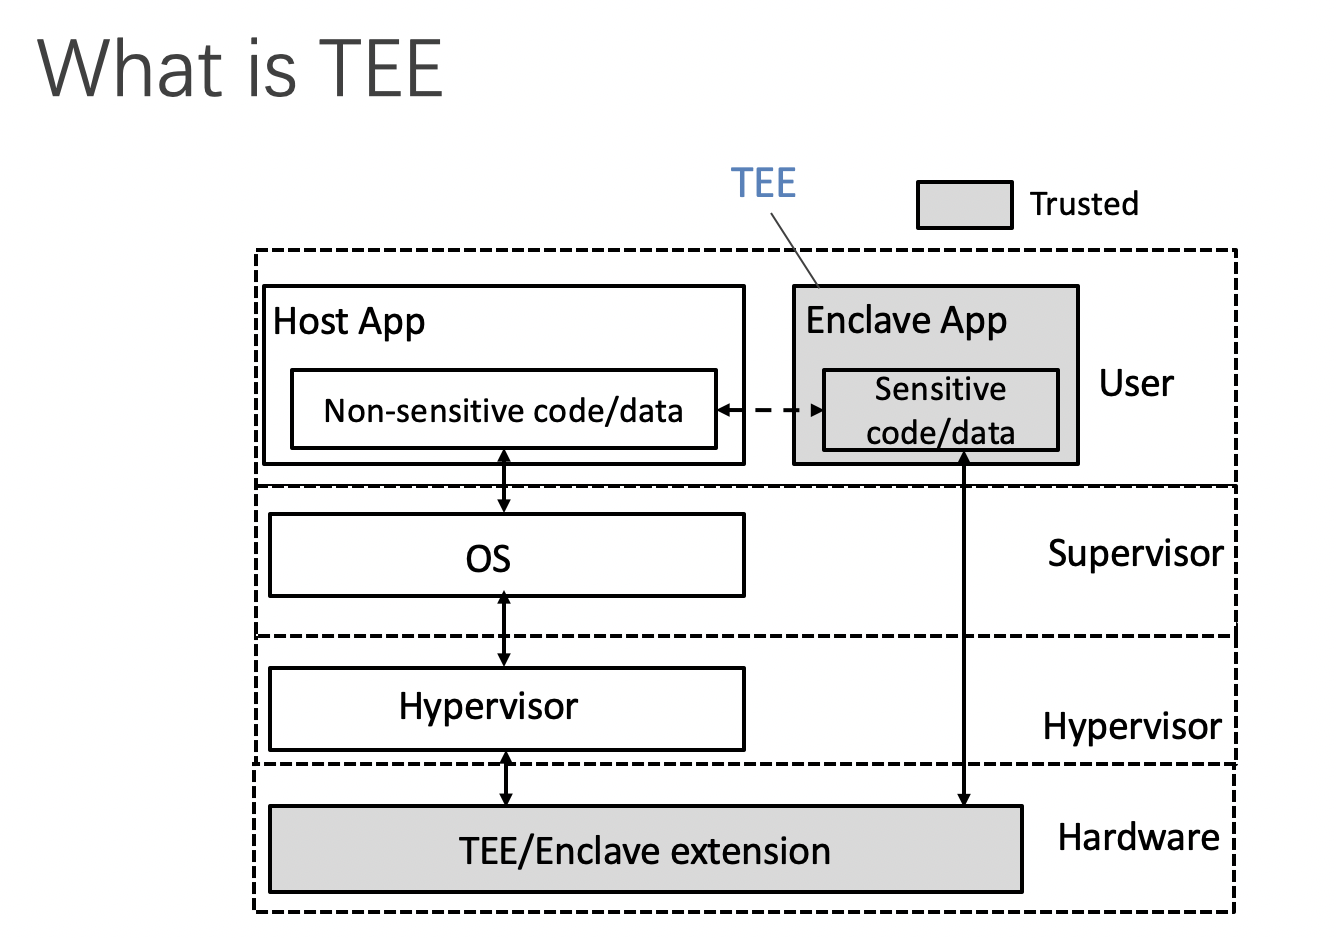 What is TEE
TEE
Trusted
Host App
Enclave App
Non-sensitive code/data
Sensitive
code/data
User
OS
Supervisor
Hypervisor
Hypervisor
TEE/Enclave extension
Hardware